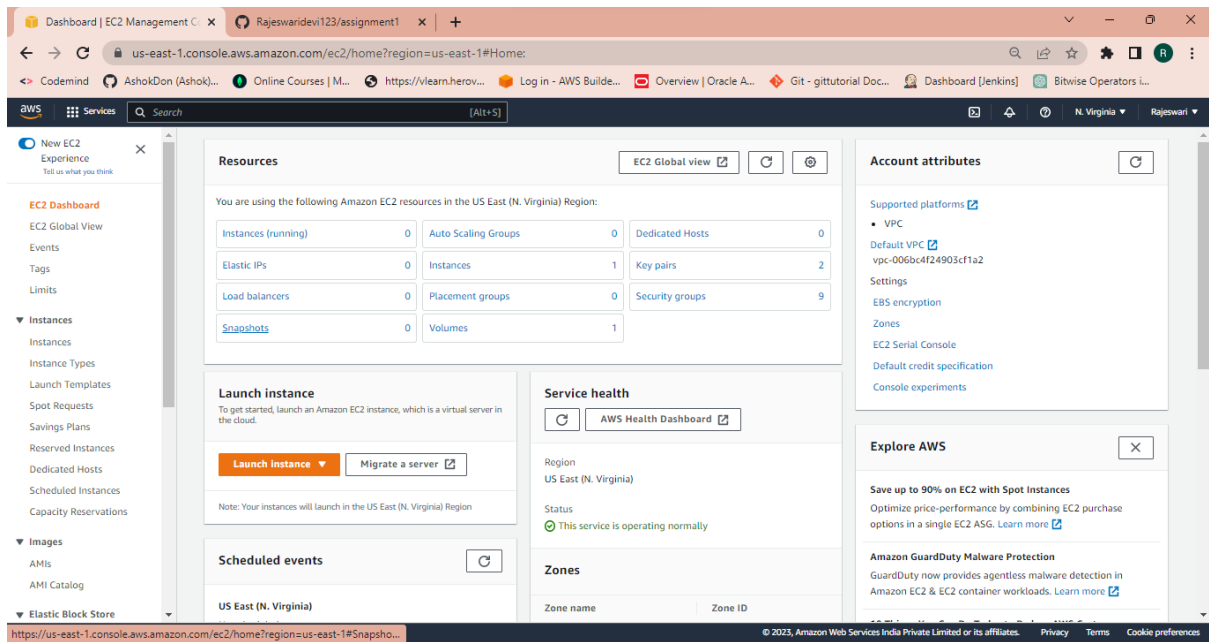 Dashboard | EC2 Management C
Rajeswaridevi123/assignment1
us-east-1.console.aws.amazon.com/ec2/home?region=us-east-1#Home:
R
Codemind
AshokDon (Ashok)...
Online Courses | M...
https://vlearn.herov...
Log in - AWS Builde...
Overview | Oracle A...
Git - gittutorial Doc...
Dashboard [Jenkins]
Bitwise Operators i...
aws
Services
Search
[Alt+S]
N. Virginia
Rajeswari
New EC2
Experience
Tell us what you think
EC2 Dashboard
EC2 Global View
Events
Tags
Limits
Instances
Instances
Instance Types
Launch Templates
Spot Requests
Savings Plans
Reserved Instances
Dedicated Hosts
Scheduled Instances
Capacity Reservations
Images
AMIs
AMI Catalog
Elastic Block Store
Resources
EC2 Global view
You are using the following Amazon EC2 resources in the US East (N. Virginia) Region:
Instances (running) 0
Auto Scaling Groups 0
Dedicated Hosts 0
Elastic IPs 0
Instances 1
Key pairs 2
Load balancers 0
Placement groups 0
Security groups 9
Snapshots 0
Volumes 1
Launch instance
To get started, launch an Amazon EC2 instance, which is a virtual server in
the cloud.
Launch instance
Migrate a server
Note: Your instances will launch in the US East (N. Virginia) Region
Scheduled events
US East (N. Virginia)
Service health
AWS Health Dashboard
Region
US East (N. Virginia)
Status
This service is operating normally
Zones
Zone name
Zone ID
Account attributes
Supported platforms
• VPC
Default VPC
vpc-006bc4f24903cf1a2
Settings
EBS encryption
Zones
EC2 Serial Console
Default credit specification
Console experiments
Explore AWS
Save up to 90% on EC2 with Spot Instances
Optimize price-performance by combining EC2 purchase
options in a single EC2 ASG. Learn more
Amazon GuardDuty Malware Protection
GuardDuty now provides agentless malware detection in
Amazon EC2 & EC2 container workloads. Learn more
https://us-east-1.console.aws.amazon.com/ec2/home?region=us-east-1#Snapsho...
© 2023, Amazon Web Services India Private Limited or its affiliates.
Privacy
Terms
Cookie preferences